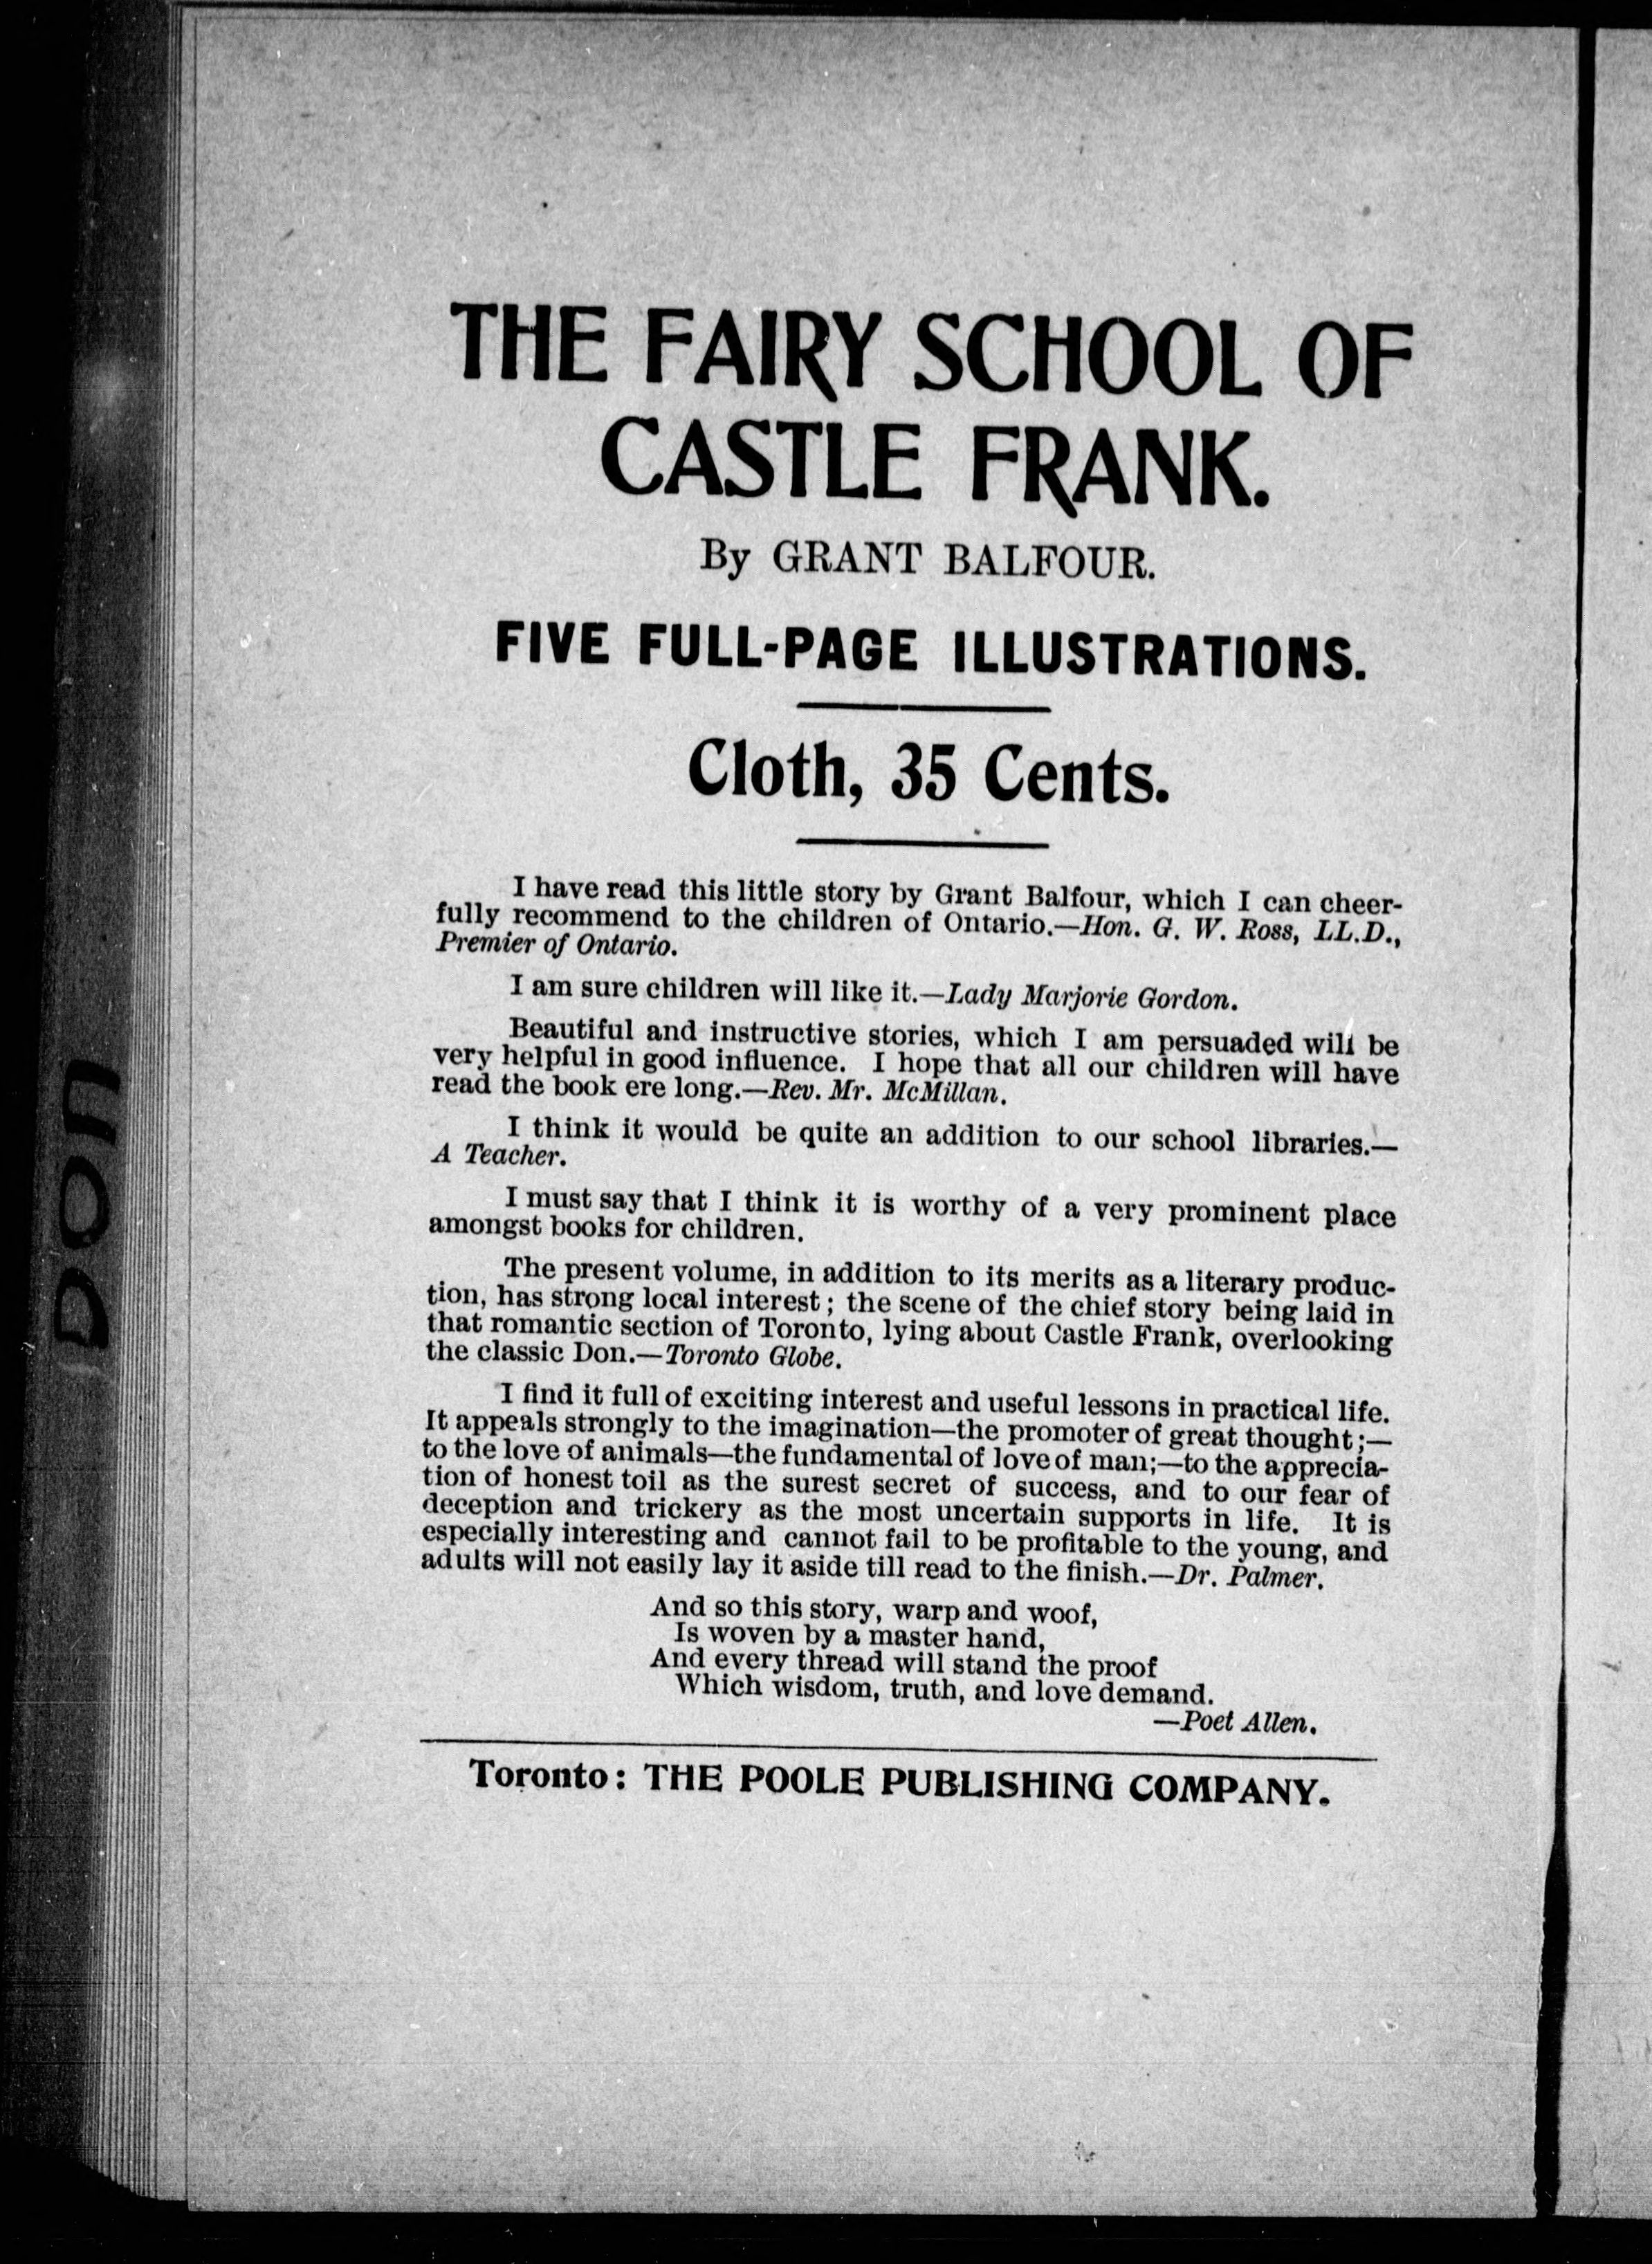 THE FAIRY SCHOOL OF
CASTLE FRANK.
By GRANT BALFOUR.
FIVE FULL-PAGE ILLUSTRATIONS.
Cloth, 35 Cents.
I have read this little story by Grant Balfour, which I can cheer-
fully recommend to the children of Ontario.—Hon. G. W. Ross, LL.D.,
Premier of Ontario.
I am sure children will like it.—Lady Marjorie Gordon.
Beautiful and instructive stories, which I am persuaded will be
very helpful in good influence. I hope that all our children will have
read the book ere long.—Rev. Mr. McMillan.
I think it would be quite an addition to our school libraries.—
A Teacher.
I must say that I think it is worthy of a very prominent place
amongst books for children.
The present volume, in addition to its merits as a literary produc-
tion, has strong local interest; the scene of the chief story being laid in
that romantic section of Toronto, lying about Castle Frank, overlooking
the classic Don.—Toronto Globe.
I find it full of exciting interest and useful lessons in practical life.
It appeals strongly to the imagination—the promoter of great thought;—
to the love of animals—the fundamental of love of man;—to the apprecia-
tion of honest toil as the surest secret of success, and to our fear of
deception and trickery as the most uncertain supports in life. It is
especially interesting and cannot fail to be profitable to the young, and
adults will not easily lay it aside till read to the finish.—Dr. Palmer.
And so this story, warp and woof,
Is woven by a master hand,
And every thread will stand the proof
Which wisdom, truth, and love demand.
—Poet Allen.
Toronto: THE POOLE PUBLISHING COMPANY.
DON